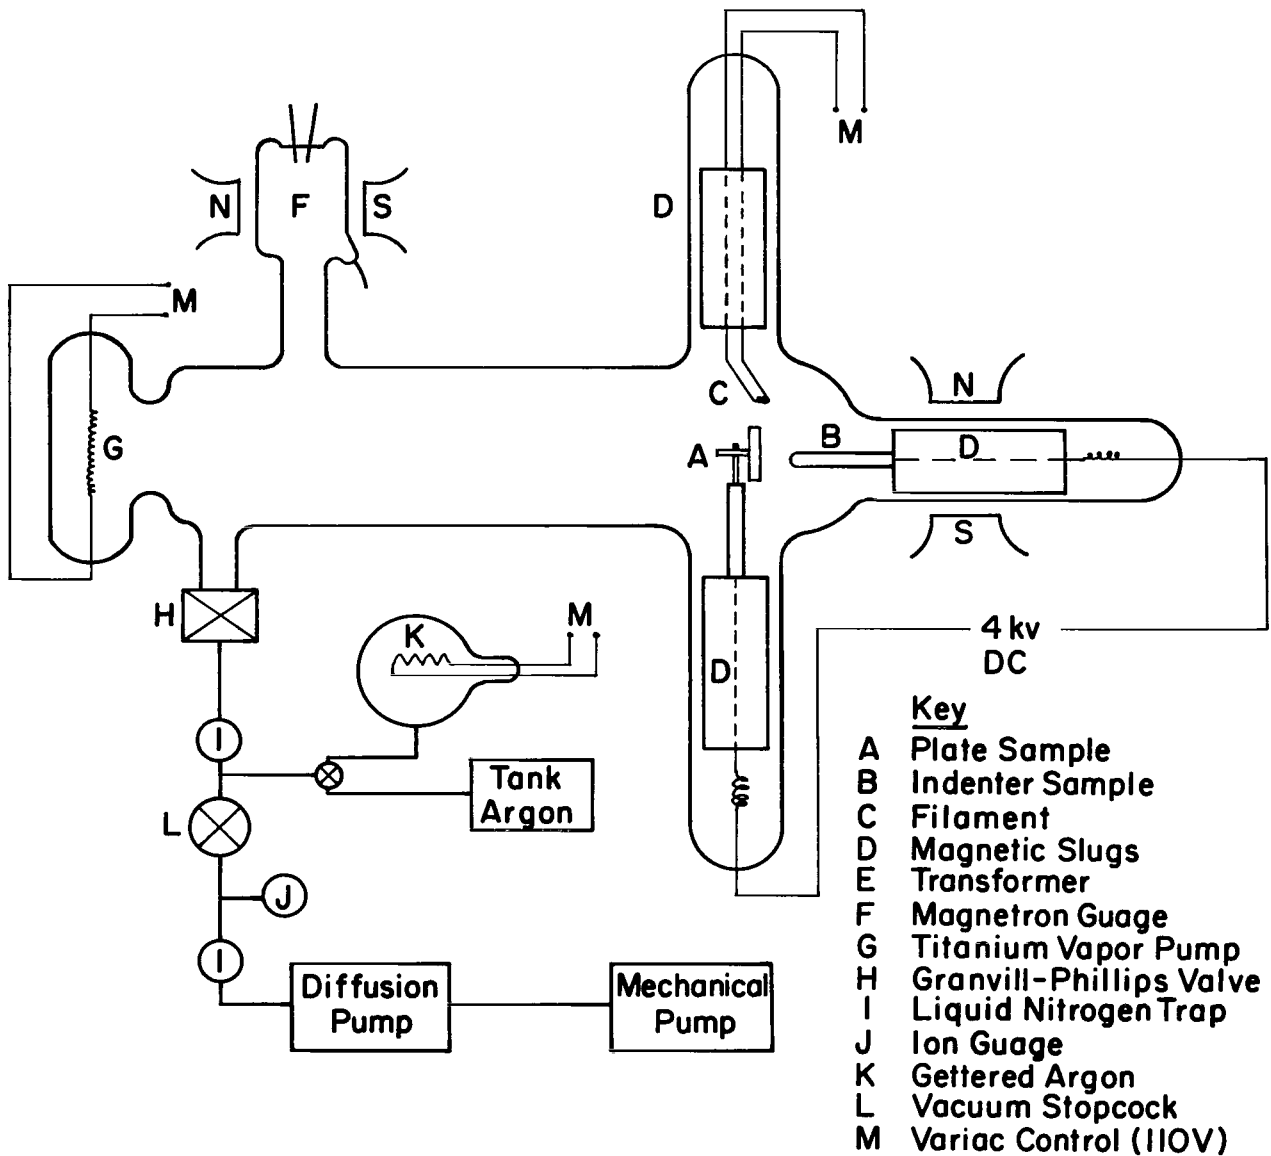 M
N F S
D
M
C
N
G
A
B
D
S
H
K
M
4 kv
DC
D
I
Tank
Argon
L
J
I
Diffusion
Pump
Mechanical
Pump
Key
A Plate Sample
B Indenter Sample
C Filament
D Magnetic Slugs
E Transformer
F Magnetron Guage
G Titanium Vapor Pump
H Granvill-Phillips Valve
I Liquid Nitrogen Trap
J Ion Guage
K Gettered Argon
L Vacuum Stopcock
M Variac Control (110V)